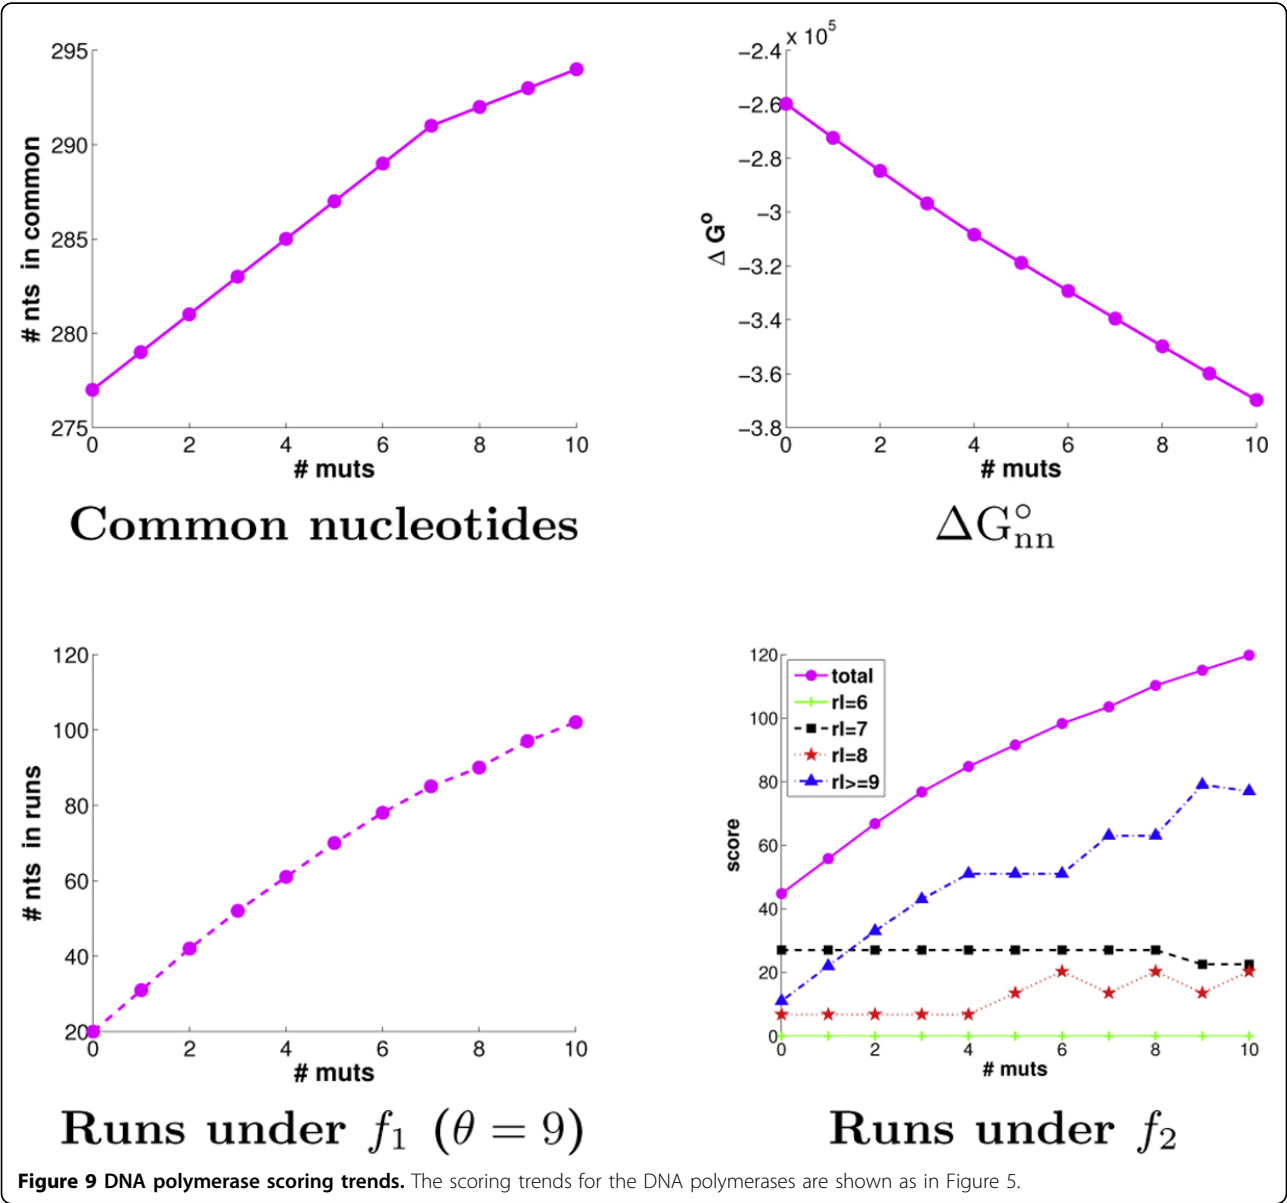 295
290
285
280
275
0 2 4 6 8 10
# nts in common
# muts
Common nucleotides
x 10^5
−2.4
−2.6
−2.8
−3
−3.2
−3.4
−3.6
−3.8
0 2 4 6 8 10
Δ G°
# muts
ΔG°nn
120
100
80
60
40
20
0 2 4 6 8 10
# nts in runs
# muts
Runs under f1 (θ = 9)
120
100
80
60
40
20
0
0 2 4 6 8 10
score
# muts
total
rl=6
rl=7
rl=8
rl>=9
Runs under f2
Figure 9 DNA polymerase scoring trends. The scoring trends for the DNA polymerases are shown as in Figure 5.